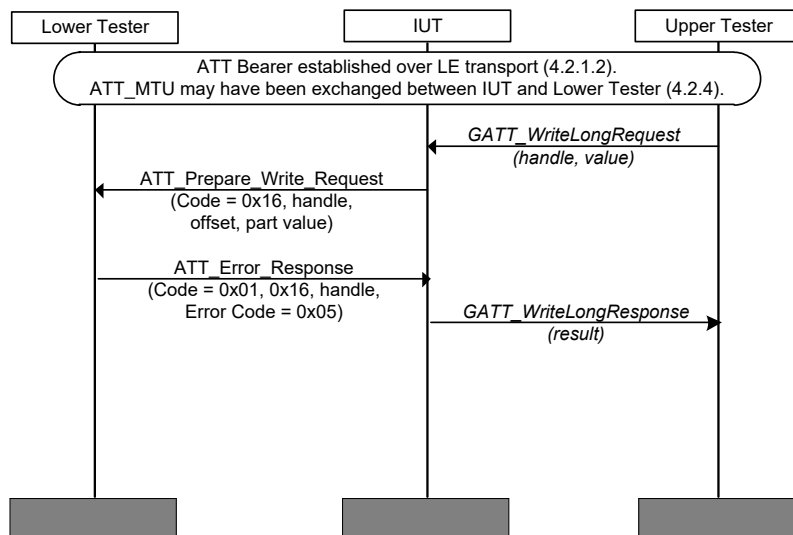 Lower Tester
IUT
Upper Tester
ATT Bearer established over LE transport (4.2.1.2).
ATT_MTU may have been exchanged between IUT and Lower Tester (4.2.4).
GATT_WriteLongRequest
(handle, value)
ATT_Prepare_Write_Request
(Code = 0x16, handle,
offset, part value)
ATT_Error_Response
(Code = 0x01, 0x16, handle,
Error Code = 0x05)
GATT_WriteLongResponse
(result)